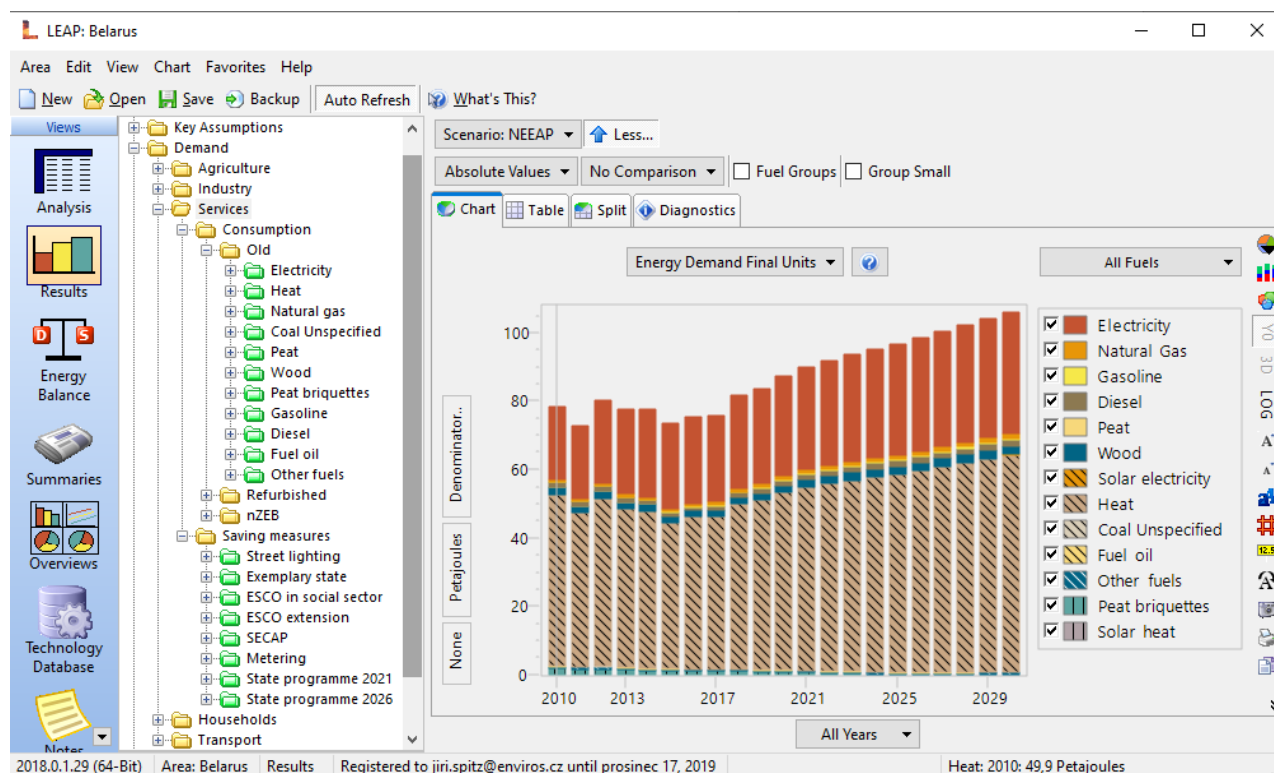 LEAP: Belarus
Area Edit View Chart Favorites Help
New Open Save Backup Auto Refresh What's This?
Views
Analysis
Results
Energy
Balance
Summaries
Overviews
Technology
Database
Notes
Key Assumptions
Demand
Agriculture
Industry
Services
Consumption
Old
Electricity
Heat
Natural gas
Coal Unspecified
Peat
Wood
Peat briquettes
Gasoline
Diesel
Fuel oil
Other fuels
Refurbished
nZEB
Saving measures
Street lighting
Exemplary state
ESCO in social sector
ESCO extension
SECAP
Metering
State programme 2021
State programme 2026
Households
Transport
Scenario: NEEAP Less...
Absolute Values No Comparison Fuel Groups Group Small
Chart Table Split Diagnostics
Energy Demand Final Units All Fuels
Denominator..
Petajoules
None
100
80
60
40
20
0
2010 2013 2017 2021 2025 2029
Electricity
Natural Gas
Gasoline
Diesel
Peat
Wood
Solar electricity
Heat
Coal Unspecified
Fuel oil
Other fuels
Peat briquettes
Solar heat
Y0
3D
LOG
A
A
a
12.5
All Years
2018.0.1.29 (64-Bit) Area: Belarus Results Registered to jiri.spitz@enviros.cz until prosinec 17, 2019 Heat: 2010: 49,9 Petajoules